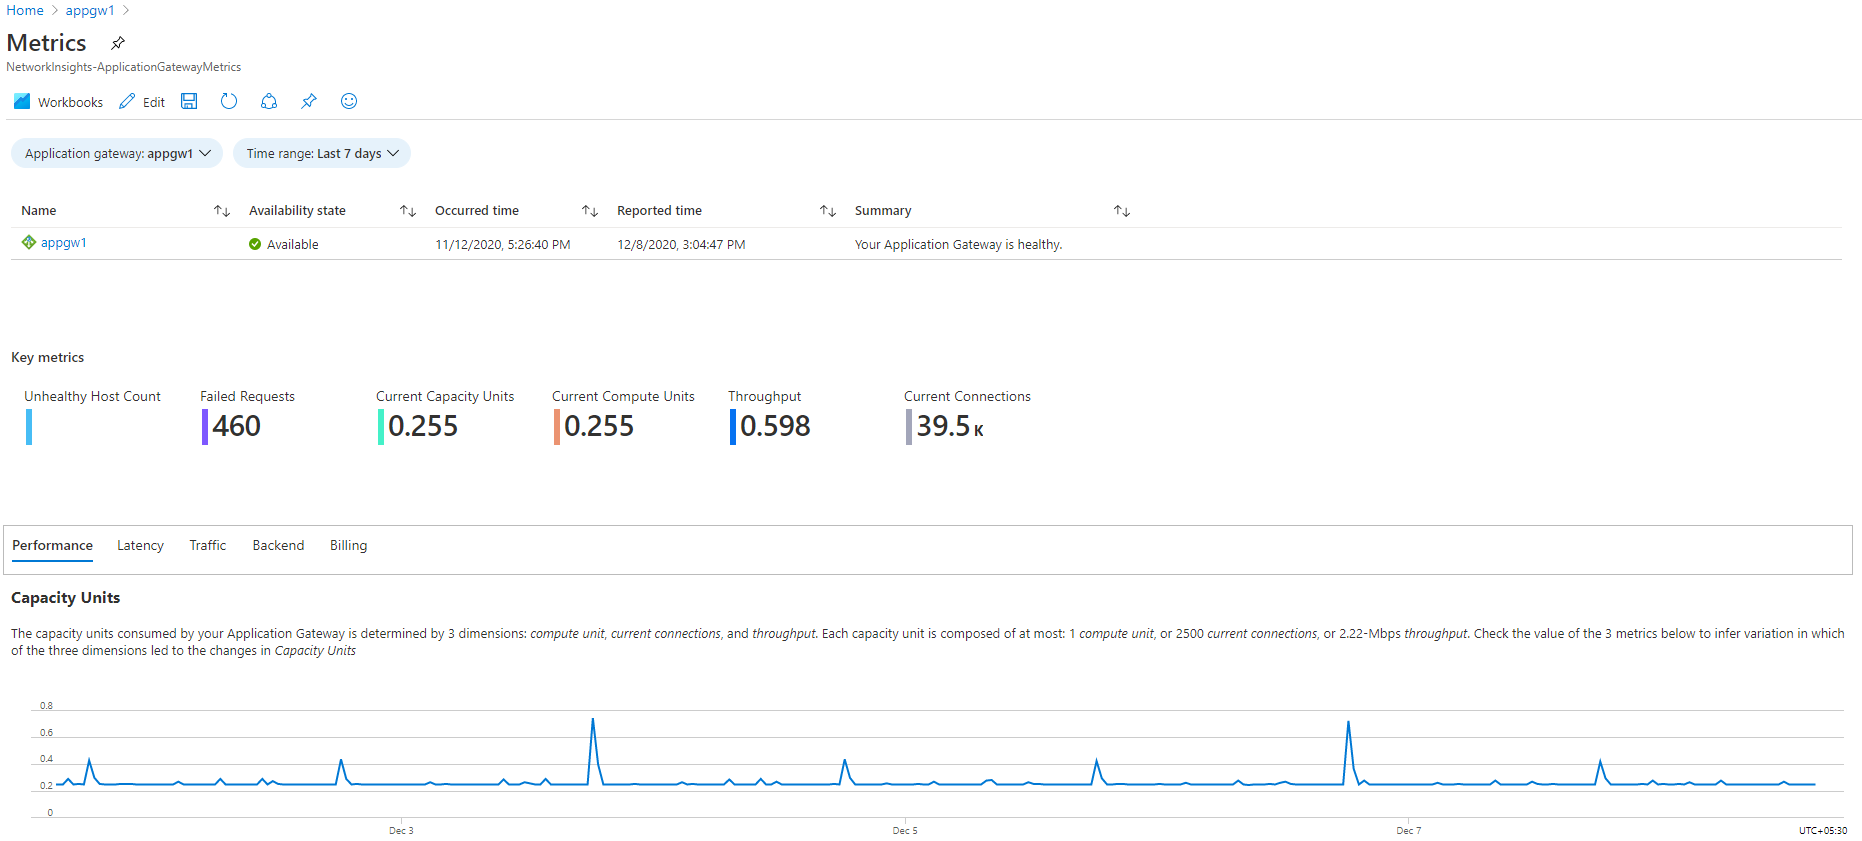 Home > appgw1 >
Metrics
NetworkInsights-ApplicationGatewayMetrics
Workbooks Edit
Application gateway: appgw1 Time range: Last 7 days
Name Availability state Occurred time Reported time Summary
appgw1 Available 11/12/2020, 5:26:40 PM 12/8/2020, 3:04:47 PM Your Application Gateway is healthy.
Key metrics
Unhealthy Host Count Failed Requests Current Capacity Units Current Compute Units Throughput Current Connections
460 0.255 0.255 0.598 39.5 K
Performance Latency Traffic Backend Billing
Capacity Units
The capacity units consumed by your Application Gateway is determined by 3 dimensions: compute unit, current connections, and throughput. Each capacity unit is composed of at most: 1 compute unit, or 2500 current connections, or 2.22-Mbps throughput. Check the value of the 3 metrics below to infer variation in which
of the three dimensions led to the changes in Capacity Units
0.8
0.6
0.4
0.2
0
Dec 3 Dec 5 Dec 7 UTC+05:30